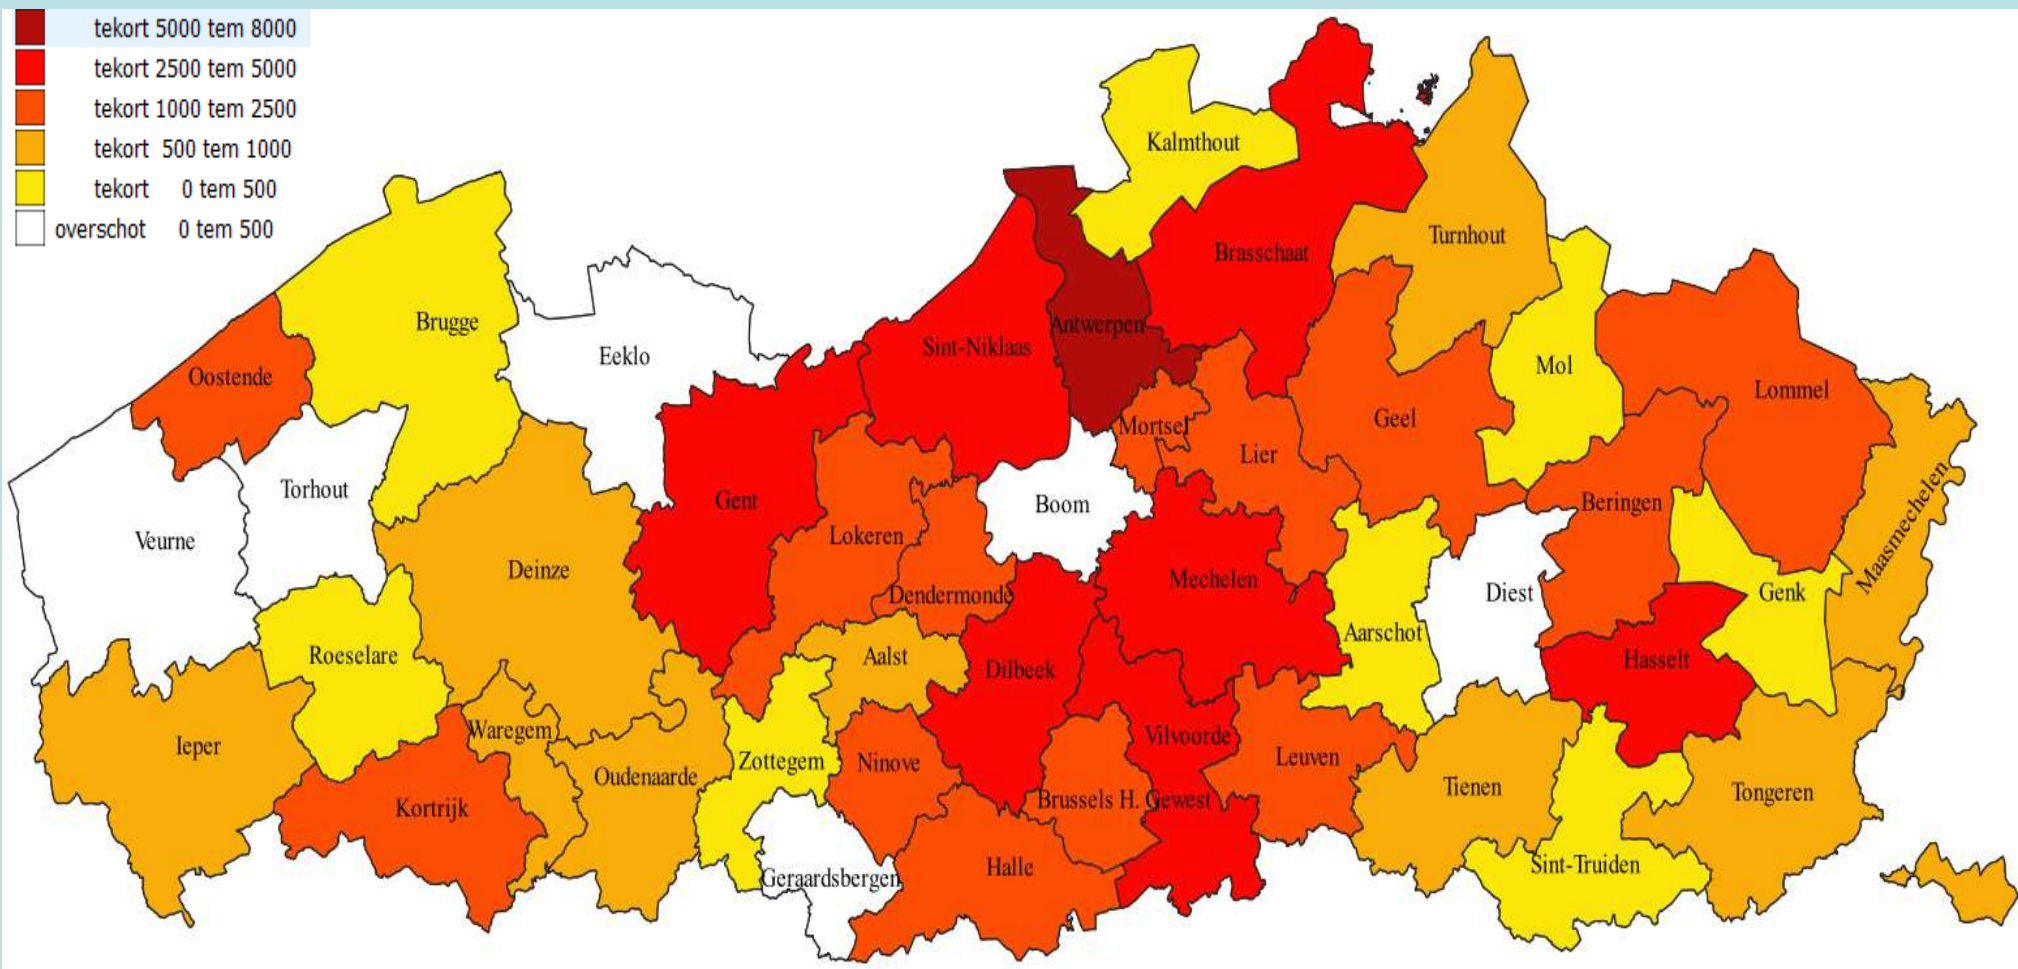 tekort 5000 tem 8000
tekort 2500 tem 5000
tekort 1000 tem 2500
tekort 500 tem 1000
tekort 0 tem 500
overschot 0 tem 500
Kalmthout
Turnhout
Brasschaat
Brugge
Antwerpen
Sint-Niklaas
Eeklo
Mol
Oostende
Lommel
Geel
Mortsel
Lier
Torhout
Gent
Boom
Beringen
Maasmechelen
Veurne
Lokeren
Deinze
Mechelen
Dendermonde
Diest
Genk
Aarschot
Roeselare
Aalst
Hasselt
Dilbeek
Waregem
Vilvoorde
Ieper
Leuven
Zottegem
Ninove
Oudenaarde
Tienen
Tongeren
Brussels H. Gewest
Kortrijk
Halle
Sint-Truiden
Geraardsbergen